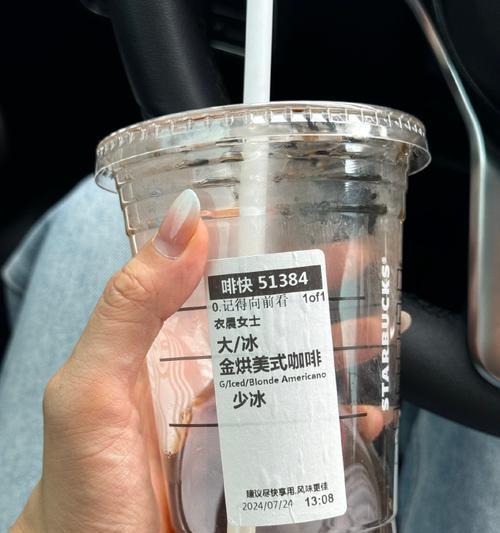 啡快 51384
0.记得向前看 1of1
衣晨女士
大/冰
金烘美式咖啡
G/Iced/Blonde Americano
少冰
建议尽快享用,风味更佳
2024/07/24 13:08
STARBUCKS®